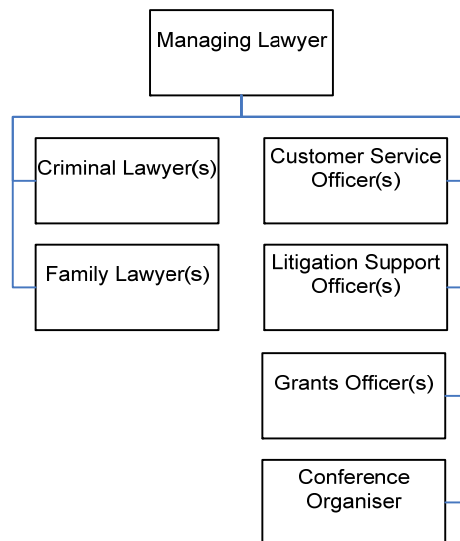 Managing Lawyer
Criminal Lawyer(s)
Customer Service
Officer(s)
Family Lawyer(s)
Litigation Support
Officer(s)
Grants Officer(s)
Conference
Organiser